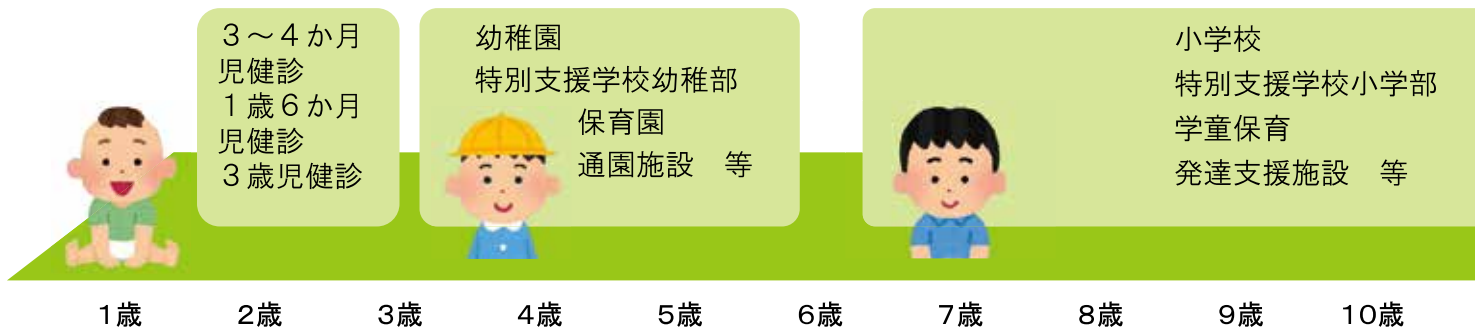 ３～４か月
児健診
１歳６か月
児健診
３歳児健診
幼稚園
特別支援学校幼稚部
保育園
通園施設　等
小学校
特別支援学校小学部
学童保育
発達支援施設　等
1歳 2歳 3歳 4歳 5歳 6歳 7歳 8歳 9歳 10歳